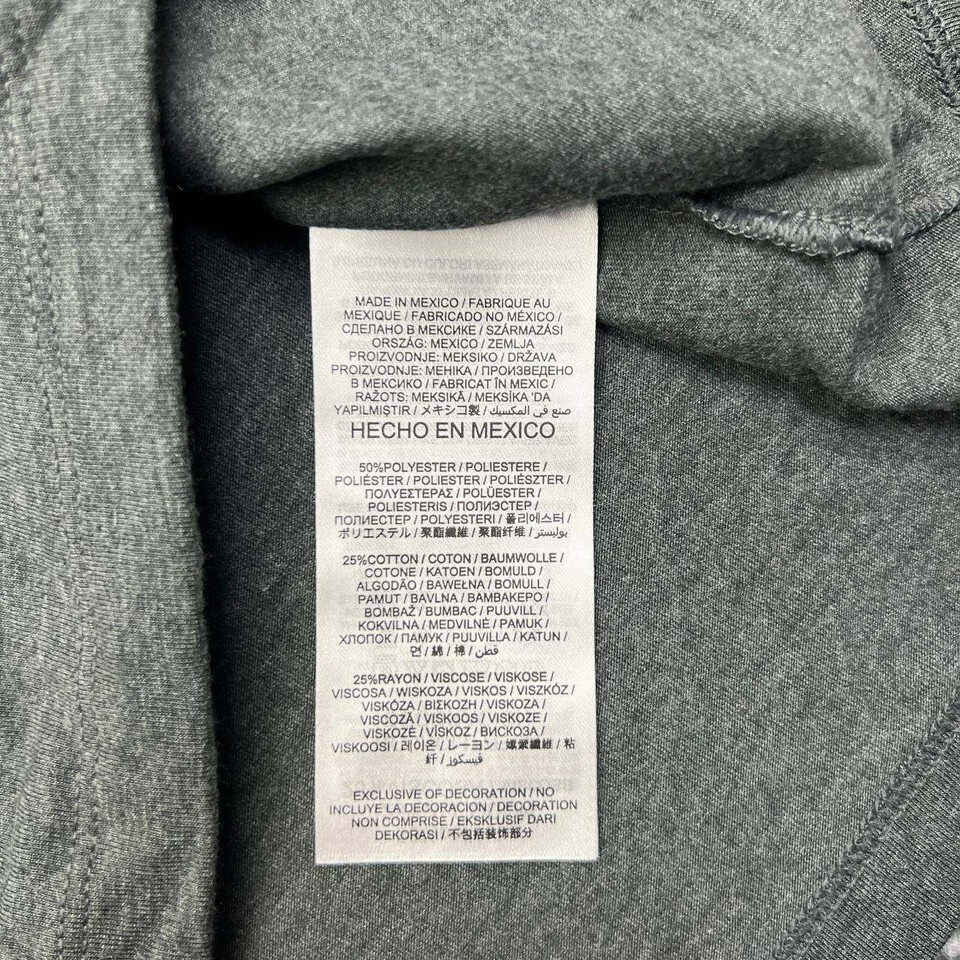 MADE IN MEXICO / FABRIQUE AU
MEXIQUE / FABRICADO NO MÉXICO /
СДЕЛАНО В МЕКСИКЕ / SZÁRMAZÁSI
ORSZÁG: MEXICO / ZEMLJA
PROIZVODNJE: MEKSIKO / DRŽAVA
PROIZVODNJE: МЕНІКА / ПРОИЗВЕДЕНО
В МЕКСИКО / FABRICAT ÎN MEXIC /
RAŽOTS: MEKSIKĀ / MEKSİKA 'DA
YAPILMIŞTIR / メキシコ製 / صنع في المكسيك
HECHO EN MEXICO
50%POLYESTER / POLIESTERE /
POLIÉSTER / POLIESTER / POLIÉSZTER /
ΠΟΛΥΕΣΤΕΡΑΣ / POLÜESTER /
POLIESTERIS / ПОЛИЭСТЕР /
ПОЛИЕСТЕР / POLYESTERI / 폴리에스터 /
ポリエステル / 聚酯纖維 / 聚酯纤维 / بوليستر
25%COTTON / COTON / BAUMWOLLE /
COTONE / KATOEN / BOMULD /
ALGODÃO / BAWEŁNA / BOMULL /
PAMUT / BAVLNA / ΒΑΜΒΑΚΕΡΟ /
BOMBAŽ / BUMBAC / PUUVILL /
KOKVILNA / MEDVILNĖ / PAMUK /
ХЛОПОК / ПАМУК / PUUVILLA / KATUN /
면 / 綿 / 棉 / قطن
25%RAYON / VISCOSE / VISKOSE /
VISCOSA / WISKOZA / VISKOS / VISZKÓZ /
VISKÓZA / ΒΙΣΚΟΖΗ / VISKOZA /
VISCOZĂ / VISKOOS / VISKOZE /
VISKOZĖ / VİSKOZ / ВИСКОЗА /
VISKOOSI / 레이온 / レーヨン / 嫘縈纖維 / 粘
纤 / فيسكوز
EXCLUSIVE OF DECORATION / NO
INCLUYE LA DECORACION / DECORATION
NON COMPRISE / EKSKLUSIF DARI
DEKORASI / 不包括装饰部分